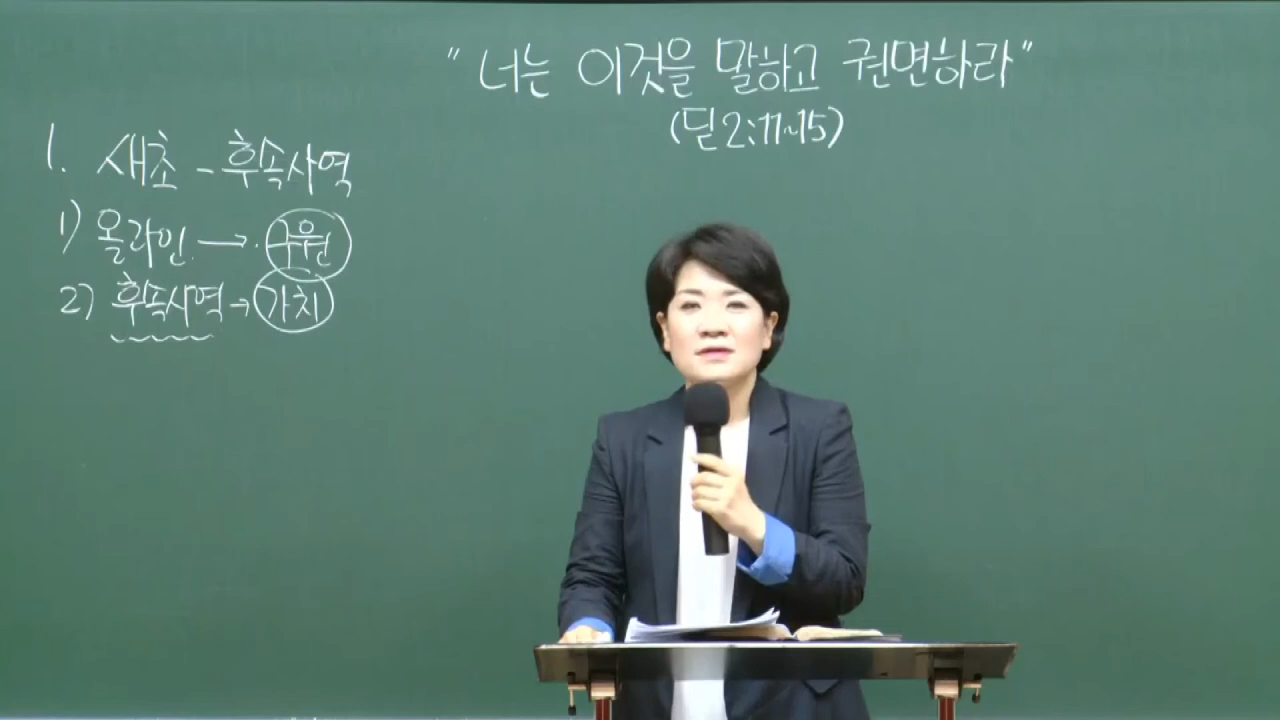 "너는 이것을 말하고 권면하라"
(딛2:11~15)
1. 새초 - 후속사역
1) 올라인 → 구원
2) 후속사역 → 가치